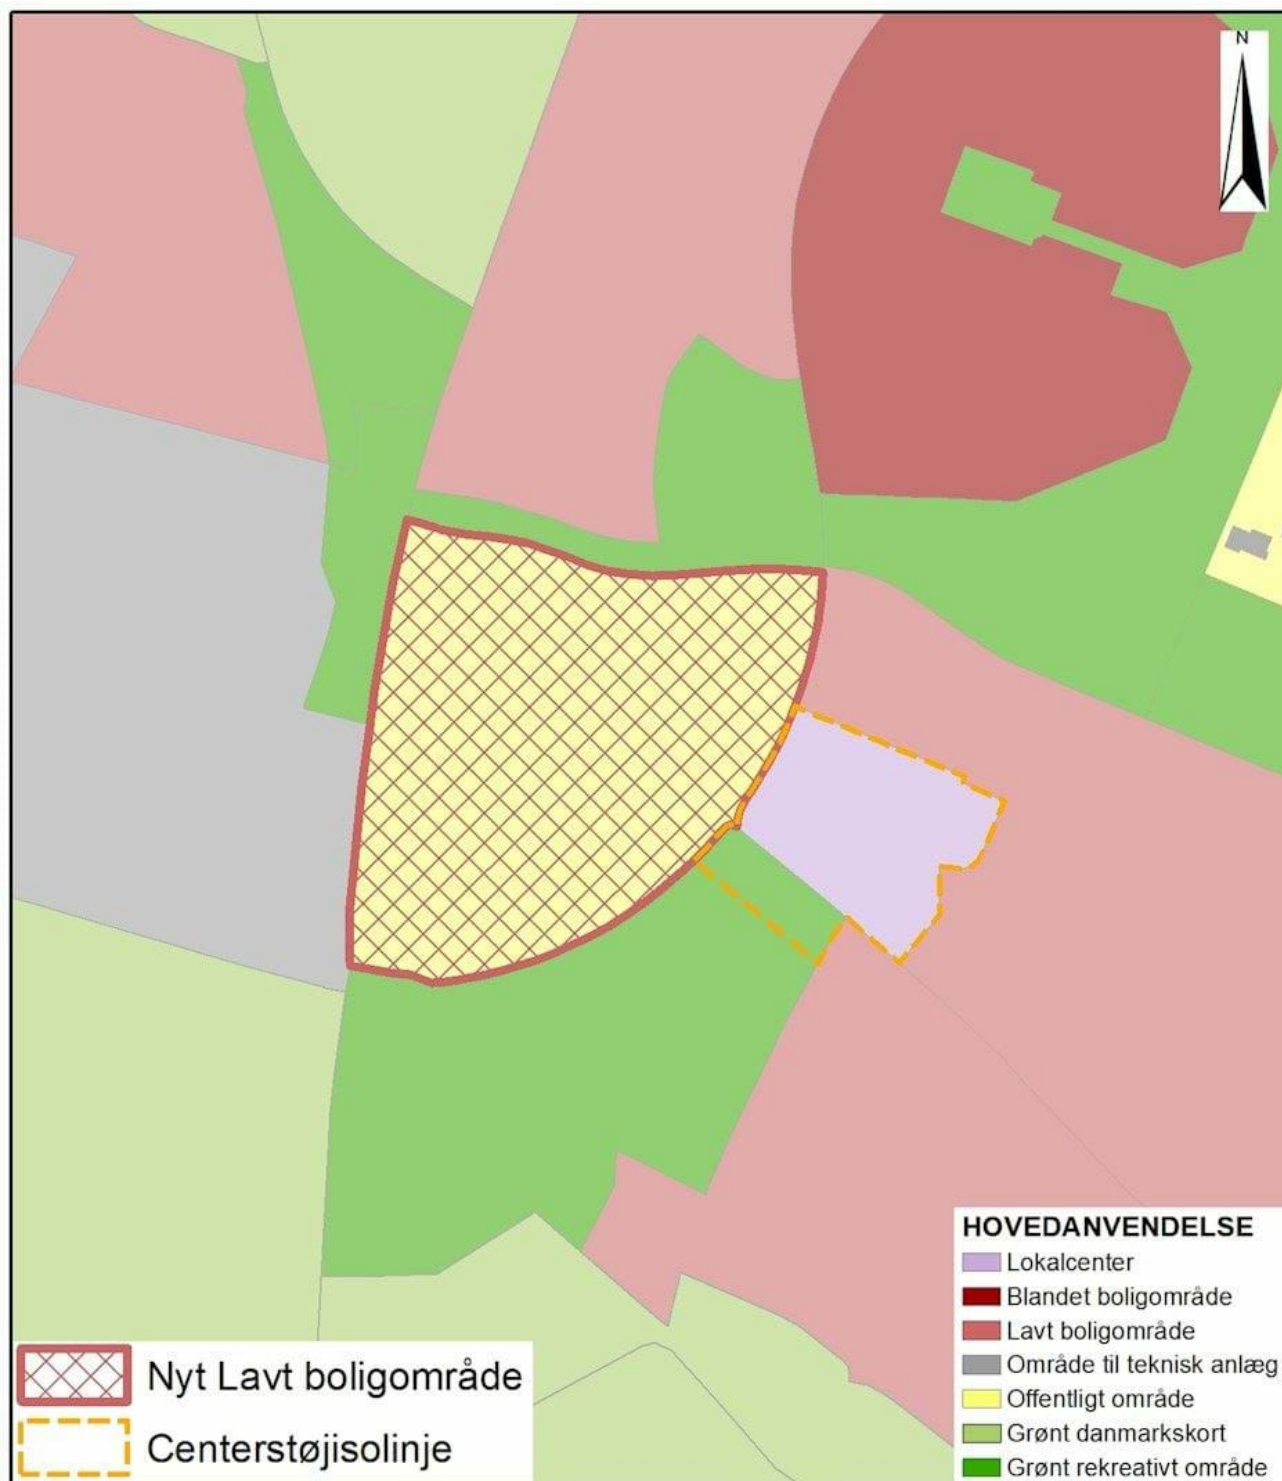 N
HOVEDANVENDELSE
Lokalcenter
Blandet boligområde
Lavt boligområde
Område til teknisk anlæg
Offentligt område
Grønt danmarkskort
Grønt rekreativt område
Nyt Lavt boligområde
Centerstøjisolinje